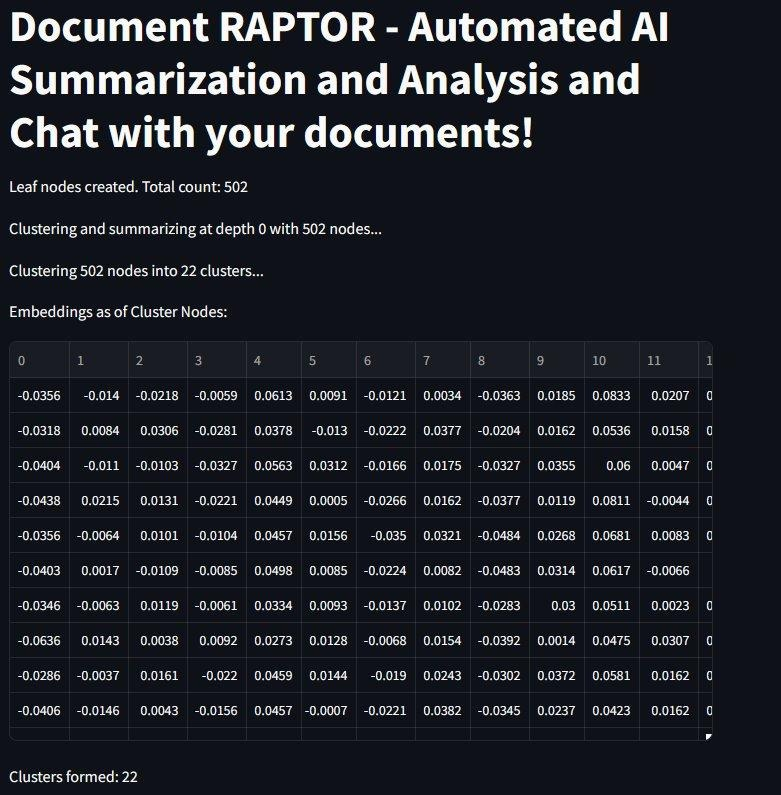 Document RAPTOR - Automated AI
Summarization and Analysis and
Chat with your documents!
Leaf nodes created. Total count: 502
Clustering and summarizing at depth 0 with 502 nodes...
Clustering 502 nodes into 22 clusters...
Embeddings as of Cluster Nodes:
0 1 2 3 4 5 6 7 8 9 10 11
-0.0356 -0.014 -0.0218 -0.0059 0.0613 0.0091 -0.0121 0.0034 -0.0363 0.0185 0.0833 0.0207
-0.0318 0.0084 0.0306 -0.0281 0.0378 -0.013 -0.0222 0.0377 -0.0204 0.0162 0.0536 0.0158
-0.0404 -0.011 -0.0103 -0.0327 0.0563 0.0312 -0.0166 0.0175 -0.0327 0.0355 0.06 0.0047
-0.0438 0.0215 0.0131 -0.0221 0.0449 0.0005 -0.0266 0.0162 -0.0377 0.0119 0.0811 -0.0044
-0.0356 -0.0064 0.0101 -0.0104 0.0457 0.0156 -0.035 0.0321 -0.0484 0.0268 0.0681 0.0083
-0.0403 0.0017 -0.0109 -0.0085 0.0498 0.0085 -0.0224 0.0082 -0.0483 0.0314 0.0617 -0.0066
-0.0346 -0.0063 0.0119 -0.0061 0.0334 0.0093 -0.0137 0.0102 -0.0283 0.03 0.0511 0.0023
-0.0636 0.0143 0.0038 0.0092 0.0273 0.0128 -0.0068 0.0154 -0.0392 0.0014 0.0475 0.0307
-0.0286 -0.0037 0.0161 -0.022 0.0459 0.0144 -0.019 0.0243 -0.0302 0.0372 0.0581 0.0162
-0.0406 -0.0146 0.0043 -0.0156 0.0457 -0.0007 -0.0221 0.0382 -0.0345 0.0237 0.0423 0.0162
Clusters formed: 22